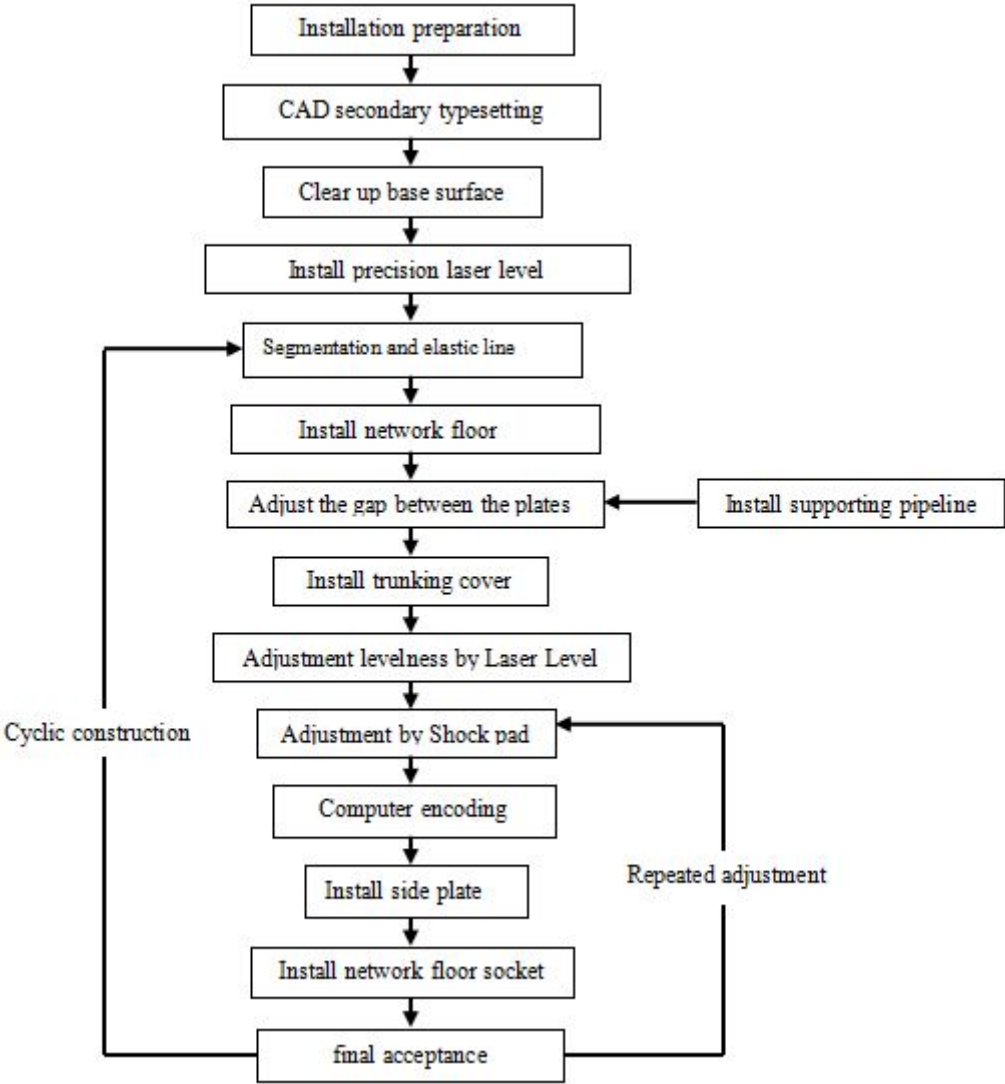 Installation preparation
CAD secondary typesetting
Clear up base surface
Install precision laser level
Segmentation and elastic line
Install network floor
Adjust the gap between the plates
Install supporting pipeline
Install trunking cover
Adjustment levelness by Laser Level
Cyclic construction
Adjustment by Shock pad
Computer encoding
Repeated adjustment
Install side plate
Install network floor socket
final acceptance